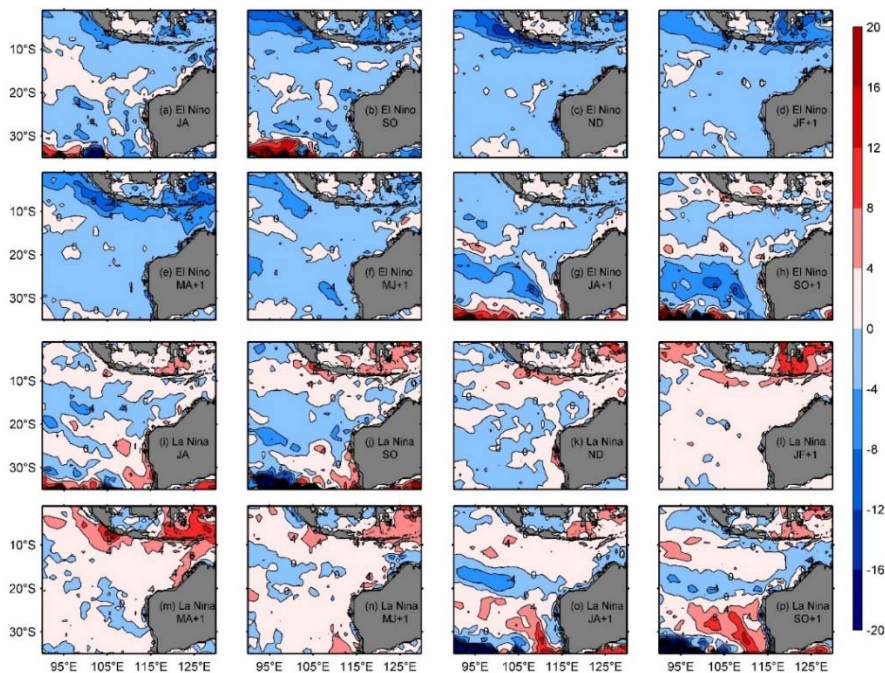 10°S
20°S
30°S
(a) El Nino
JA
(b) El Nino
SO
(c) El Nino
ND
(d) El Nino
JF+1
20
16
12
8
4
0
-4
-8
-12
-16
-20
10°S
20°S
30°S
(e) El Nino
MA+1
(f) El Nino
MJ+1
(g) El Nino
JA+1
(h) El Nino
SO+1
10°S
20°S
30°S
(i) La Nina
JA
(j) La Nina
SO
(k) La Nina
ND
(l) La Nina
JF+1
10°S
20°S
30°S
(m) La Nina
MA+1
(n) La Nina
MJ+1
(o) La Nina
JA+1
(p) La Nina
SO+1
95°E 105°E 115°E 125°E 95°E 105°E 115°E 125°E 95°E 105°E 115°E 125°E 95°E 105°E 115°E 125°E